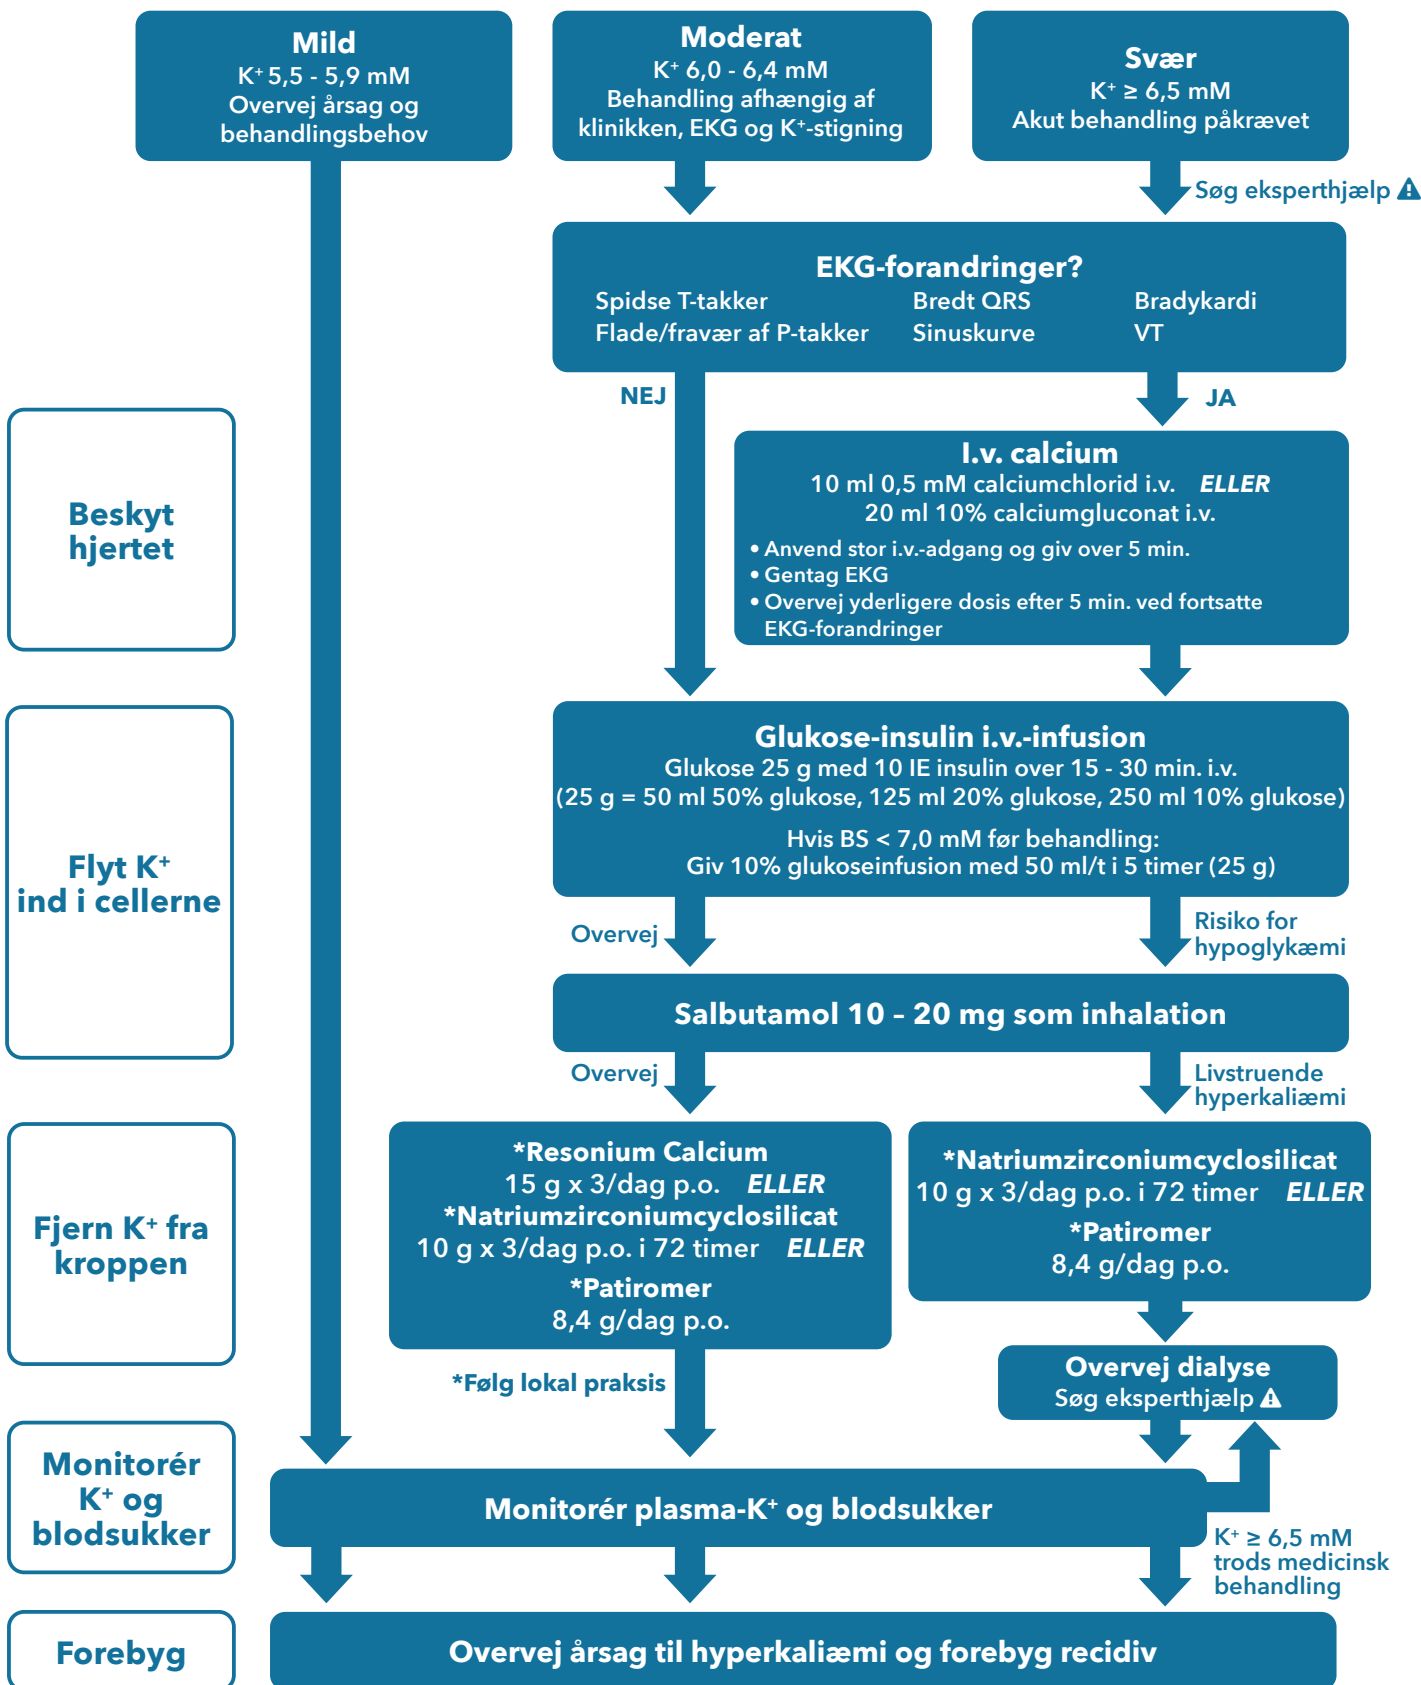 Mild
K⁺ 5,5 - 5,9 mM
Overvej årsag og
behandlingsbehov
Moderat
K⁺ 6,0 - 6,4 mM
Behandling afhængig af
klinikken, EKG og K⁺-stigning
Svær
K⁺ ≥ 6,5 mM
Akut behandling påkrævet
Søg eksperthjælp
EKG-forandringer?
Spidse T-takker
Flade/fravær af P-takker
Bredt QRS
Sinuskurve
Bradykardi
VT
NEJ
JA
Beskyt
hjertet
I.v. calcium
10 ml 0,5 mM calciumchlorid i.v. ELLER
20 ml 10% calciumgluconat i.v.
• Anvend stor i.v.-adgang og giv over 5 min.
• Gentag EKG
• Overvej yderligere dosis efter 5 min. ved fortsatte
EKG-forandringer
Flyt K⁺
ind i cellerne
Glukose-insulin i.v.-infusion
Glukose 25 g med 10 IE insulin over 15 - 30 min. i.v.
(25 g = 50 ml 50% glukose, 125 ml 20% glukose, 250 ml 10% glukose)
Hvis BS < 7,0 mM før behandling:
Giv 10% glukoseinfusion med 50 ml/t i 5 timer (25 g)
Overvej
Risiko for
hypoglykæmi
Salbutamol 10 – 20 mg som inhalation
Overvej
Livstruende
hyperkaliæmi
Fjern K⁺ fra
kroppen
*Resonium Calcium
15 g x 3/dag p.o. ELLER
*Natriumzirconiumcyclosilicat
10 g x 3/dag p.o. i 72 timer ELLER
*Patiromer
8,4 g/dag p.o.
*Natriumzirconiumcyclosilicat
10 g x 3/dag p.o. i 72 timer ELLER
*Patiromer
8,4 g/dag p.o.
*Følg lokal praksis
Overvej dialyse
Søg eksperthjælp
Monitorér
K⁺ og
blodsukker
Monitorér plasma-K⁺ og blodsukker
K⁺ ≥ 6,5 mM
trods medicinsk
behandling
Forebyg
Overvej årsag til hyperkaliæmi og forebyg recidiv